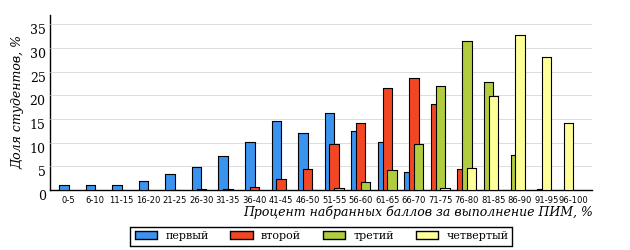 Доля студентов, %
35
30
25
20
15
10
5
0
0-5 6-10 11-15 16-20 21-25 26-30 31-35 36-40 41-45 46-50 51-55 56-60 61-65 66-70 71-75 76-80 81-85 86-90 91-95 96-100
Процент набранных баллов за выполнение ПИМ, %
первый второй третий четвертый